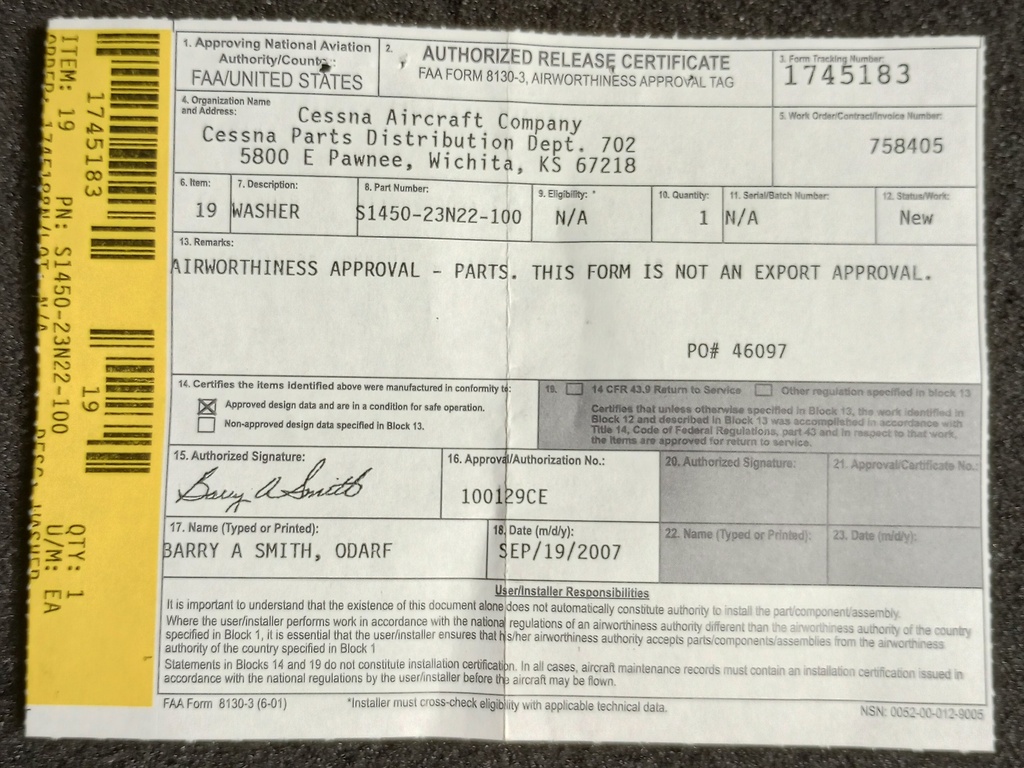 ITEM: 19 PN: S1450-23N22-100
1745183
19
QTY: 1
U/M: EA
1. Approving National Aviation
Authority/Country:
FAA/UNITED STATES
2.
AUTHORIZED RELEASE CERTIFICATE
FAA FORM 8130-3, AIRWORTHINESS APPROVAL TAG
3. Form Tracking Number:
1745183
4. Organization Name
and Address:
Cessna Aircraft Company
Cessna Parts Distribution Dept. 702
5800 E Pawnee, Wichita, KS 67218
5. Work Order/Contract/Invoice Number:
758405
6. Item:
19
7. Description:
WASHER
8. Part Number:
S1450-23N22-100
9. Eligibility: *
N/A
10. Quantity:
1
11. Serial/Batch Number:
N/A
12. Status/Work:
New
13. Remarks:
AIRWORTHINESS APPROVAL - PARTS. THIS FORM IS NOT AN EXPORT APPROVAL.
PO# 46097
14. Certifies the items identified above were manufactured in conformity to:
Approved design data and are in a condition for safe operation.
Non-approved design data specified in Block 13.
19. 14 CFR 43.9 Return to Service Other regulation specified in block 13
Certifies that unless otherwise specified in Block 13, the work identified in
Block 12 and described in Block 13 was accomplished in accordance with
Title 14, Code of Federal Regulations, part 43 and in respect to that work,
the items are approved for return to service.
15. Authorized Signature:
Barry A Smith
16. Approval/Authorization No.:
100129CE
20. Authorized Signature:
21. Approval/Certificate No.:
17. Name (Typed or Printed):
BARRY A SMITH, ODARF
18. Date (m/d/y):
SEP/19/2007
22. Name (Typed or Printed):
23. Date (m/d/y):
User/Installer Responsibilities
It is important to understand that the existence of this document alone does not automatically constitute authority to install the part/component/assembly.
Where the user/installer performs work in accordance with the national regulations of an airworthiness authority different than the airworthiness authority of the country
specified in Block 1, it is essential that the user/installer ensures that his/her airworthiness authority accepts parts/components/assemblies from the airworthiness
authority of the country specified in Block 1
Statements in Blocks 14 and 19 do not constitute installation certification. In all cases, aircraft maintenance records must contain an installation certification issued in
accordance with the national regulations by the user/installer before the aircraft may be flown.
FAA Form 8130-3 (6-01)
*Installer must cross-check eligibility with applicable technical data.
NSN: 0052-00-012-9005